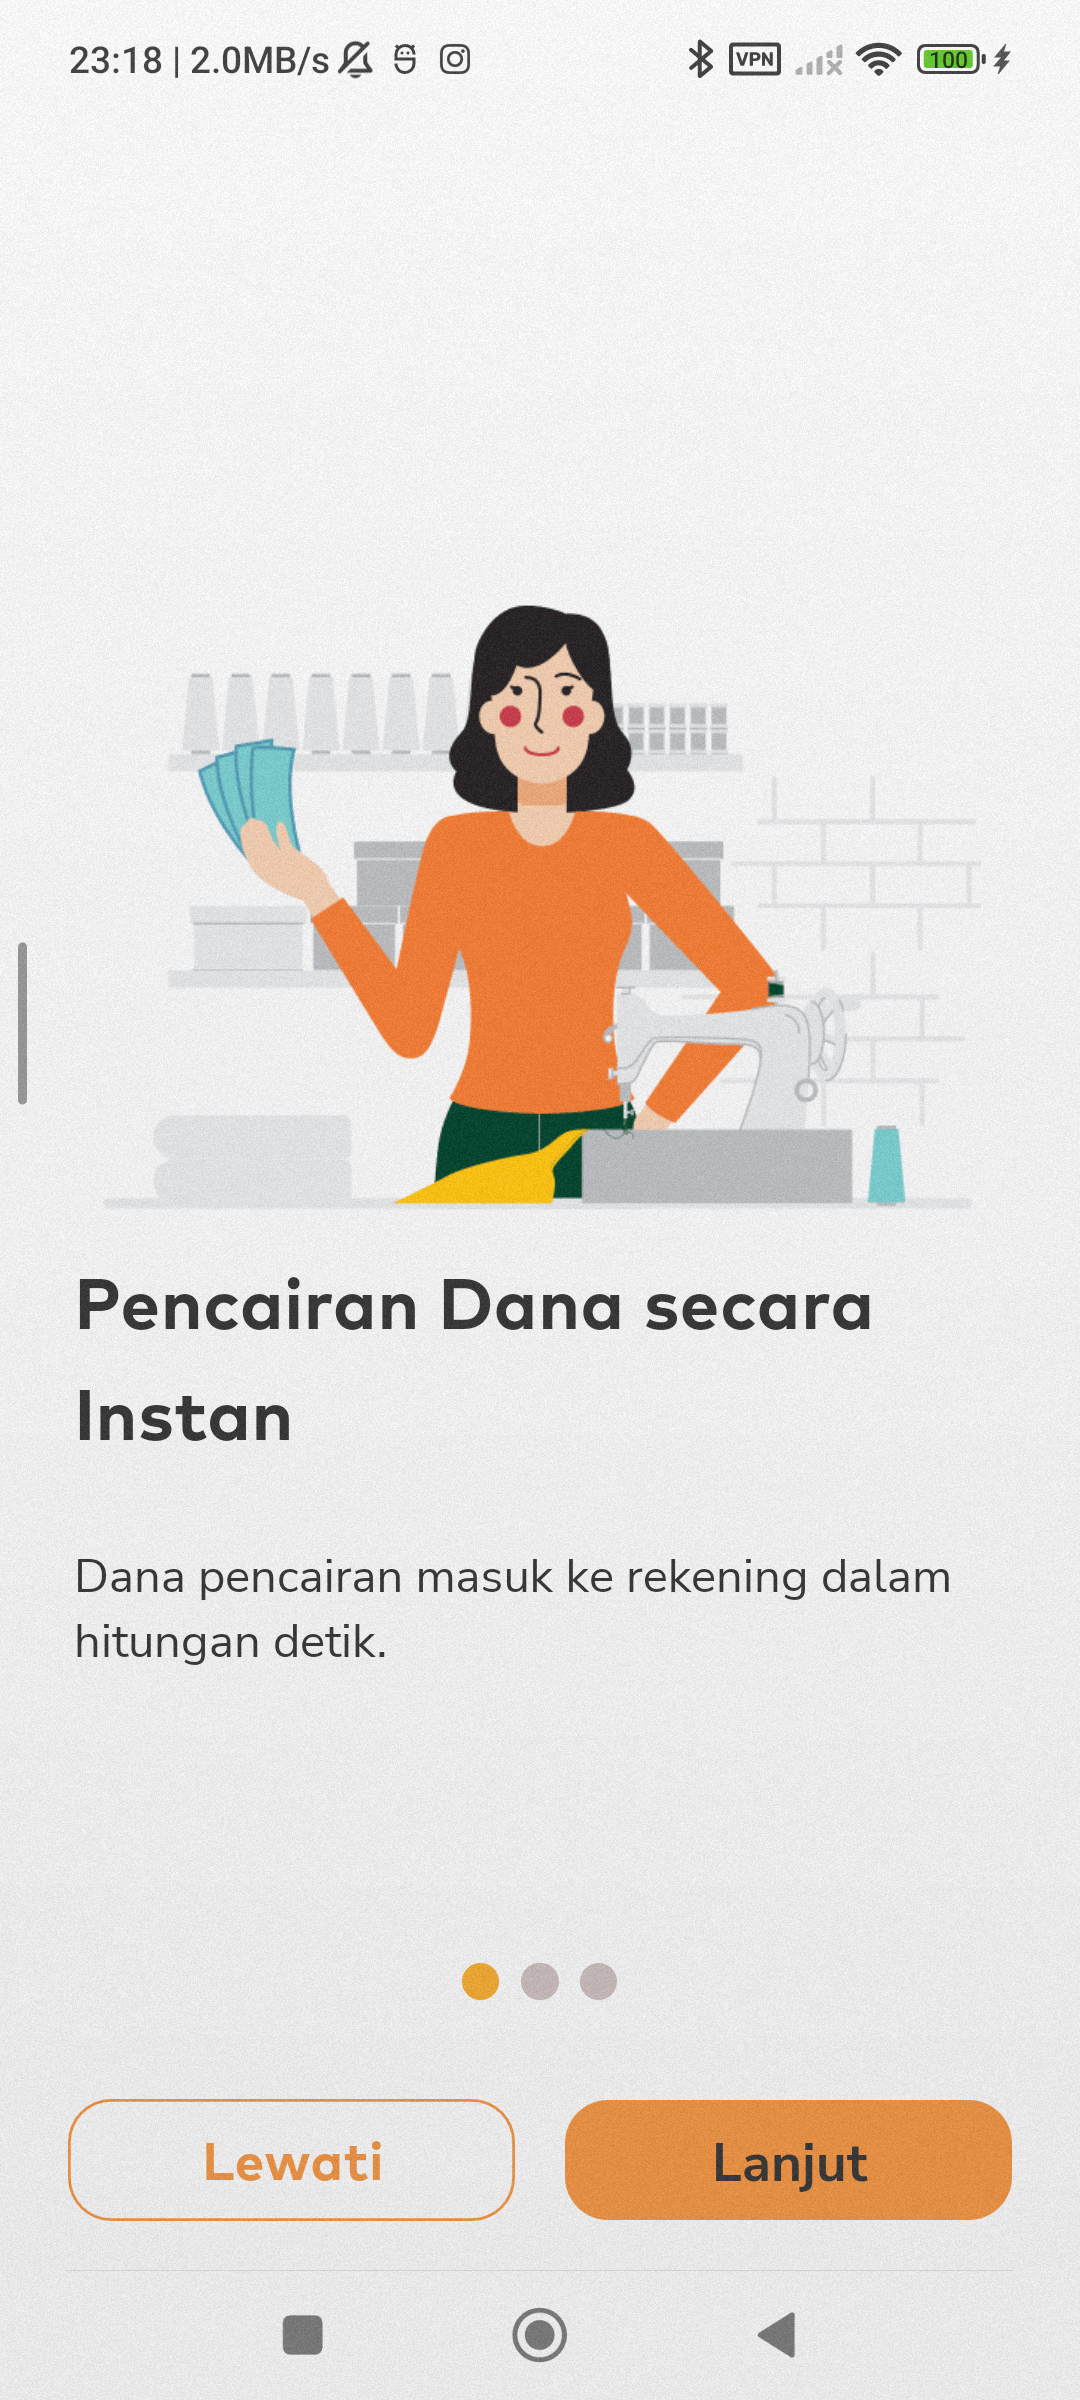 23:18 | 2.0MB/s VPN 100
Pencairan Dana secara
Instan
Dana pencairan masuk ke rekening dalam
hitungan detik.
Lewati Lanjut